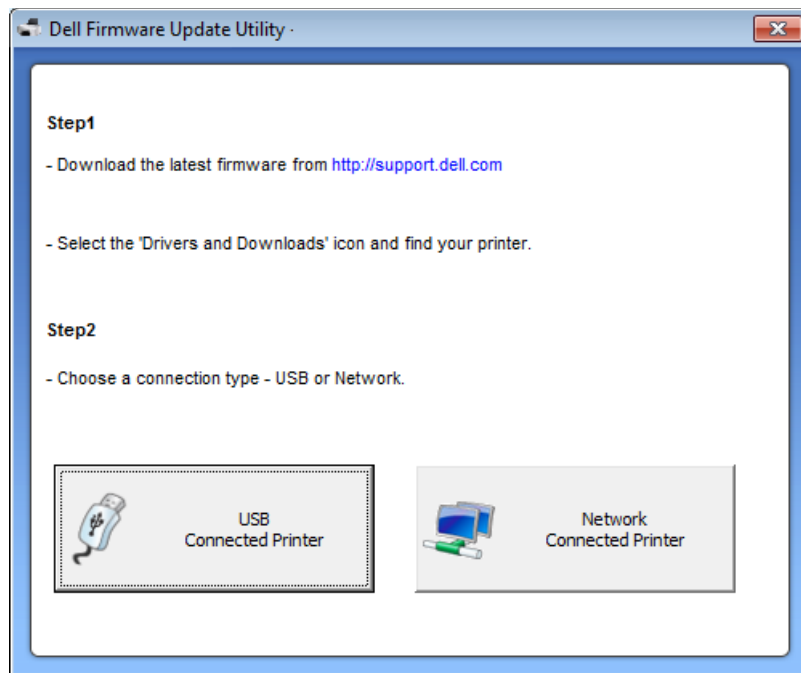 Dell Firmware Update Utility ·
Step1
- Download the latest firmware from http://support.dell.com
- Select the 'Drivers and Downloads' icon and find your printer.
Step2
- Choose a connection type - USB or Network.
USB
Connected Printer
Network
Connected Printer